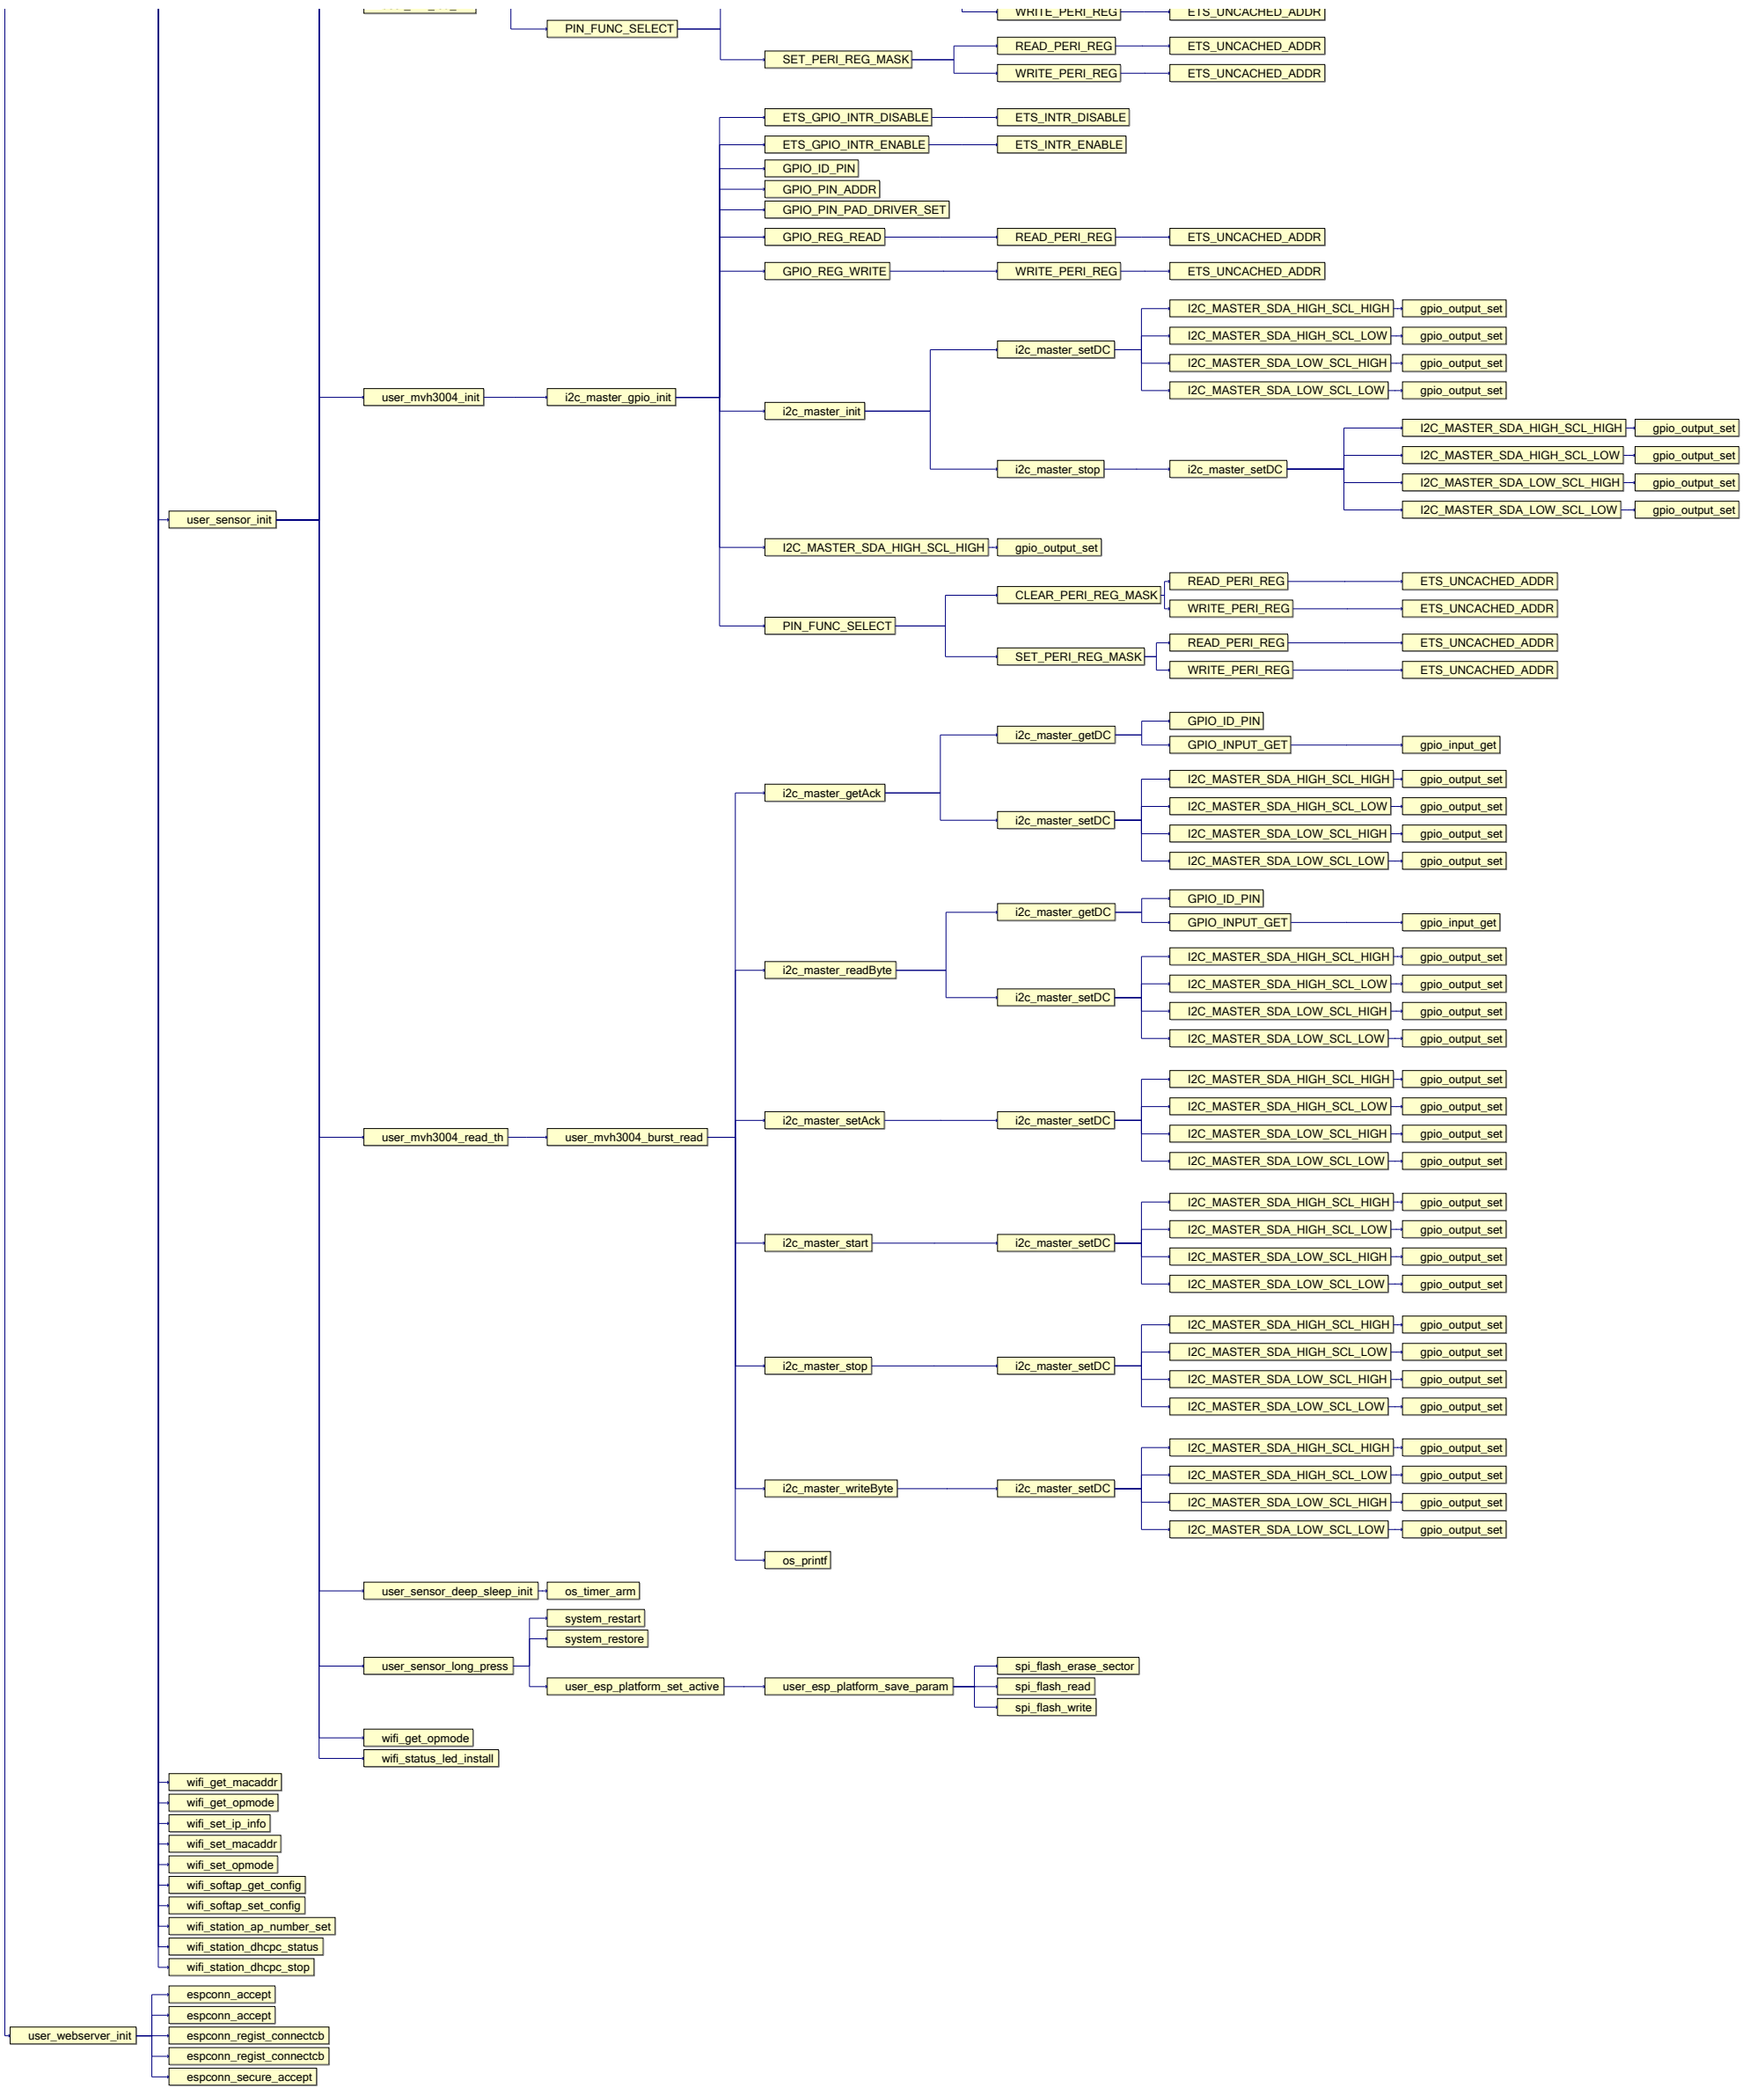 WRITE_PERI_REG ETS_UNCACHED_ADDR
PIN_FUNC_SELECT
READ_PERI_REG ETS_UNCACHED_ADDR
SET_PERI_REG_MASK
WRITE_PERI_REG ETS_UNCACHED_ADDR
ETS_GPIO_INTR_DISABLE ETS_INTR_DISABLE
ETS_GPIO_INTR_ENABLE ETS_INTR_ENABLE
GPIO_ID_PIN
GPIO_PIN_ADDR
GPIO_PIN_PAD_DRIVER_SET
GPIO_REG_READ READ_PERI_REG ETS_UNCACHED_ADDR
GPIO_REG_WRITE WRITE_PERI_REG ETS_UNCACHED_ADDR
I2C_MASTER_SDA_HIGH_SCL_HIGH gpio_output_set
I2C_MASTER_SDA_HIGH_SCL_LOW gpio_output_set
i2c_master_setDC
I2C_MASTER_SDA_LOW_SCL_HIGH gpio_output_set
I2C_MASTER_SDA_LOW_SCL_LOW gpio_output_set
user_mvh3004_init i2c_master_gpio_init
i2c_master_init
I2C_MASTER_SDA_HIGH_SCL_HIGH gpio_output_set
I2C_MASTER_SDA_HIGH_SCL_LOW gpio_output_set
i2c_master_stop i2c_master_setDC
I2C_MASTER_SDA_LOW_SCL_HIGH gpio_output_set
I2C_MASTER_SDA_LOW_SCL_LOW gpio_output_set
user_sensor_init
I2C_MASTER_SDA_HIGH_SCL_HIGH gpio_output_set
READ_PERI_REG ETS_UNCACHED_ADDR
CLEAR_PERI_REG_MASK
WRITE_PERI_REG ETS_UNCACHED_ADDR
PIN_FUNC_SELECT
READ_PERI_REG ETS_UNCACHED_ADDR
SET_PERI_REG_MASK
WRITE_PERI_REG ETS_UNCACHED_ADDR
GPIO_ID_PIN
i2c_master_getDC
GPIO_INPUT_GET gpio_input_get
I2C_MASTER_SDA_HIGH_SCL_HIGH gpio_output_set
i2c_master_getAck
I2C_MASTER_SDA_HIGH_SCL_LOW gpio_output_set
i2c_master_setDC
I2C_MASTER_SDA_LOW_SCL_HIGH gpio_output_set
I2C_MASTER_SDA_LOW_SCL_LOW gpio_output_set
GPIO_ID_PIN
i2c_master_getDC
GPIO_INPUT_GET gpio_input_get
I2C_MASTER_SDA_HIGH_SCL_HIGH gpio_output_set
i2c_master_readByte
I2C_MASTER_SDA_HIGH_SCL_LOW gpio_output_set
i2c_master_setDC
I2C_MASTER_SDA_LOW_SCL_HIGH gpio_output_set
I2C_MASTER_SDA_LOW_SCL_LOW gpio_output_set
I2C_MASTER_SDA_HIGH_SCL_HIGH gpio_output_set
I2C_MASTER_SDA_HIGH_SCL_LOW gpio_output_set
i2c_master_setAck i2c_master_setDC
I2C_MASTER_SDA_LOW_SCL_HIGH gpio_output_set
user_mvh3004_read_th user_mvh3004_burst_read
I2C_MASTER_SDA_LOW_SCL_LOW gpio_output_set
I2C_MASTER_SDA_HIGH_SCL_HIGH gpio_output_set
I2C_MASTER_SDA_HIGH_SCL_LOW gpio_output_set
i2c_master_start i2c_master_setDC
I2C_MASTER_SDA_LOW_SCL_HIGH gpio_output_set
I2C_MASTER_SDA_LOW_SCL_LOW gpio_output_set
I2C_MASTER_SDA_HIGH_SCL_HIGH gpio_output_set
I2C_MASTER_SDA_HIGH_SCL_LOW gpio_output_set
i2c_master_stop i2c_master_setDC
I2C_MASTER_SDA_LOW_SCL_HIGH gpio_output_set
I2C_MASTER_SDA_LOW_SCL_LOW gpio_output_set
I2C_MASTER_SDA_HIGH_SCL_HIGH gpio_output_set
I2C_MASTER_SDA_HIGH_SCL_LOW gpio_output_set
i2c_master_writeByte i2c_master_setDC
I2C_MASTER_SDA_LOW_SCL_HIGH gpio_output_set
I2C_MASTER_SDA_LOW_SCL_LOW gpio_output_set
os_printf
user_sensor_deep_sleep_init os_timer_arm
system_restart
system_restore
user_sensor_long_press spi_flash_erase_sector
user_esp_platform_set_active user_esp_platform_save_param spi_flash_read
spi_flash_write
wifi_get_opmode
wifi_status_led_install
wifi_get_macaddr
wifi_get_opmode
wifi_set_ip_info
wifi_set_macaddr
wifi_set_opmode
wifi_softap_get_config
wifi_softap_set_config
wifi_station_ap_number_set
wifi_station_dhcpc_status
wifi_station_dhcpc_stop
espconn_accept
espconn_accept
user_webserver_init espconn_regist_connectcb
espconn_regist_connectcb
espconn_secure_accept